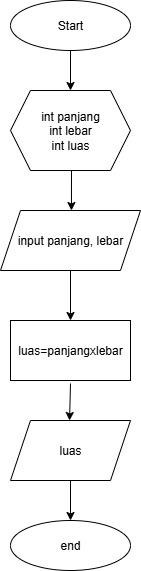 Start
int panjang
int lebar
int luas
input panjang, lebar
luas=panjangxlebar
luas
end